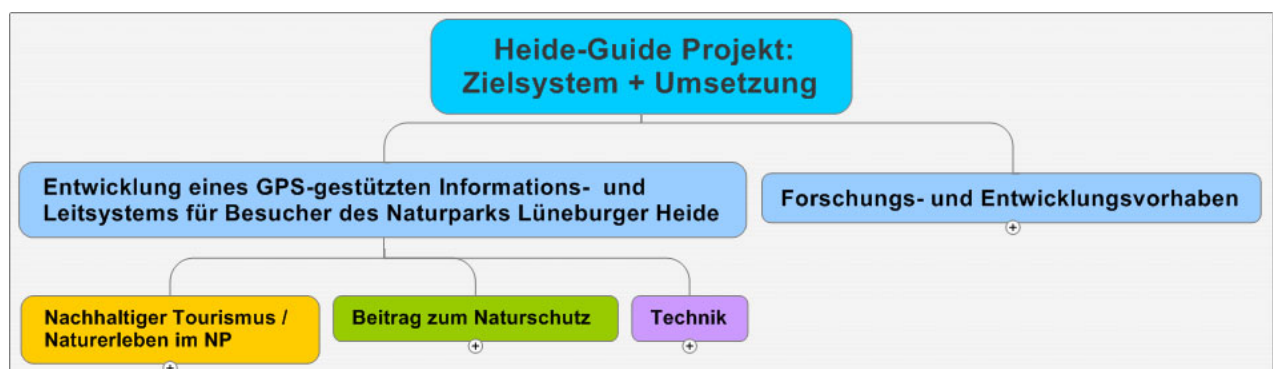 Heide-Guide Projekt:
Zielsystem + Umsetzung
Entwicklung eines GPS-gestützten Informations- und
Leitsystems für Besucher des Naturparks Lüneburger Heide
Forschungs- und Entwicklungsvorhaben
Nachhaltiger Tourismus /
Naturerleben im NP
Beitrag zum Naturschutz
Technik